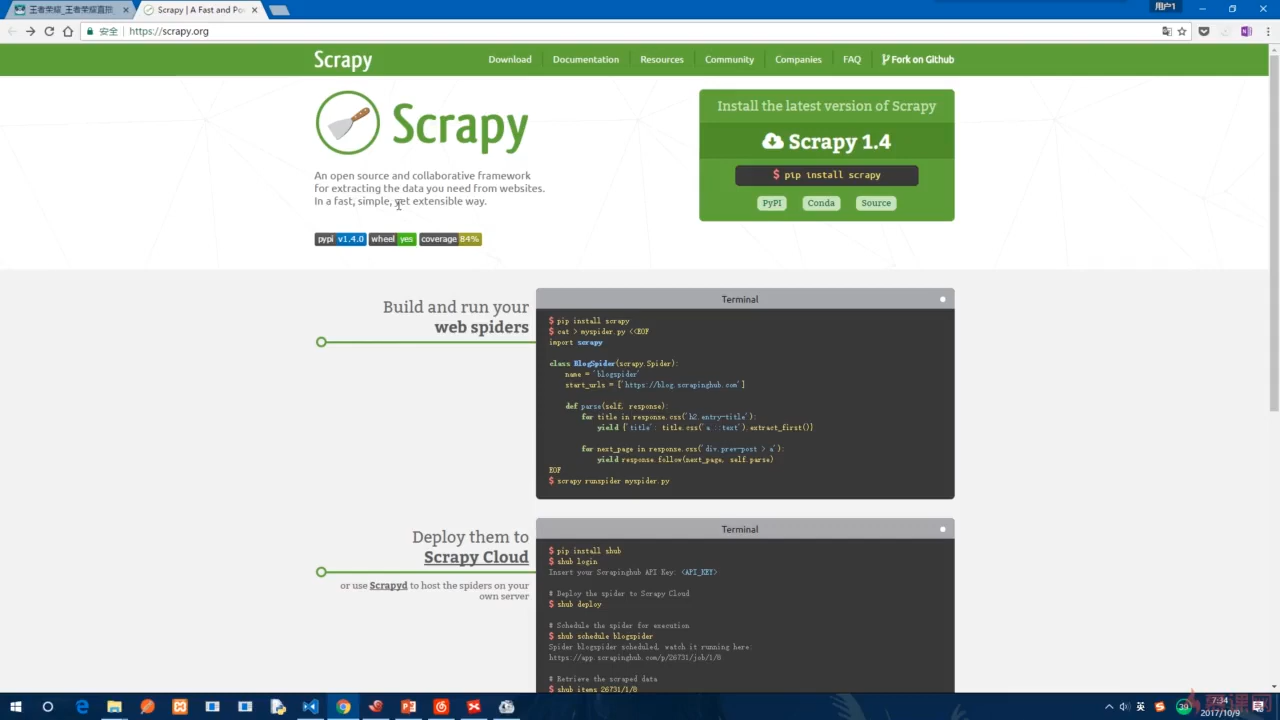 王者荣耀_王者荣耀直播
Scrapy | A Fast and Po
用户1
安全
https://scrapy.org
Scrapy
Download
Documentation
Resources
Community
Companies
FAQ
Fork on Github
Scrapy
An open source and collaborative framework
for extracting the data you need from websites.
In a fast, simple, yet extensible way.
pypi v1.4.0 wheel yes coverage 84%
Install the latest version of Scrapy
Scrapy 1.4
$ pip install scrapy
PyPI Conda Source
Build and run your
web spiders
Terminal
$ pip install scrapy
$ cat > myspider.py <<EOF
import scrapy
class BlogSpider(scrapy.Spider):
name = 'blogspider'
start_urls = ['https://blog.scrapinghub.com']
def parse(self, response):
for title in response.css('h2.entry-title'):
yield {'title': title.css('a ::text').extract_first()}
for next_page in response.css('div.prev-post > a'):
yield response.follow(next_page, self.parse)
EOF
$ scrapy runspider myspider.py
Deploy them to
Scrapy Cloud
or use Scrapyd to host the spiders on your
own server
Terminal
$ pip install shub
$ shub login
Insert your Scrapinghub API Key: <API_KEY>
# Deploy the spider to Scrapy Cloud
$ shub deploy
# Schedule the spider for execution
$ shub schedule blogspider
Spider blogspider scheduled, watch it running here:
https://app.scrapinghub.com/p/26731/job/1/8
# Retrieve the scraped data
$ shub items 26731/1/8
英
39
7:34
2017/10/9